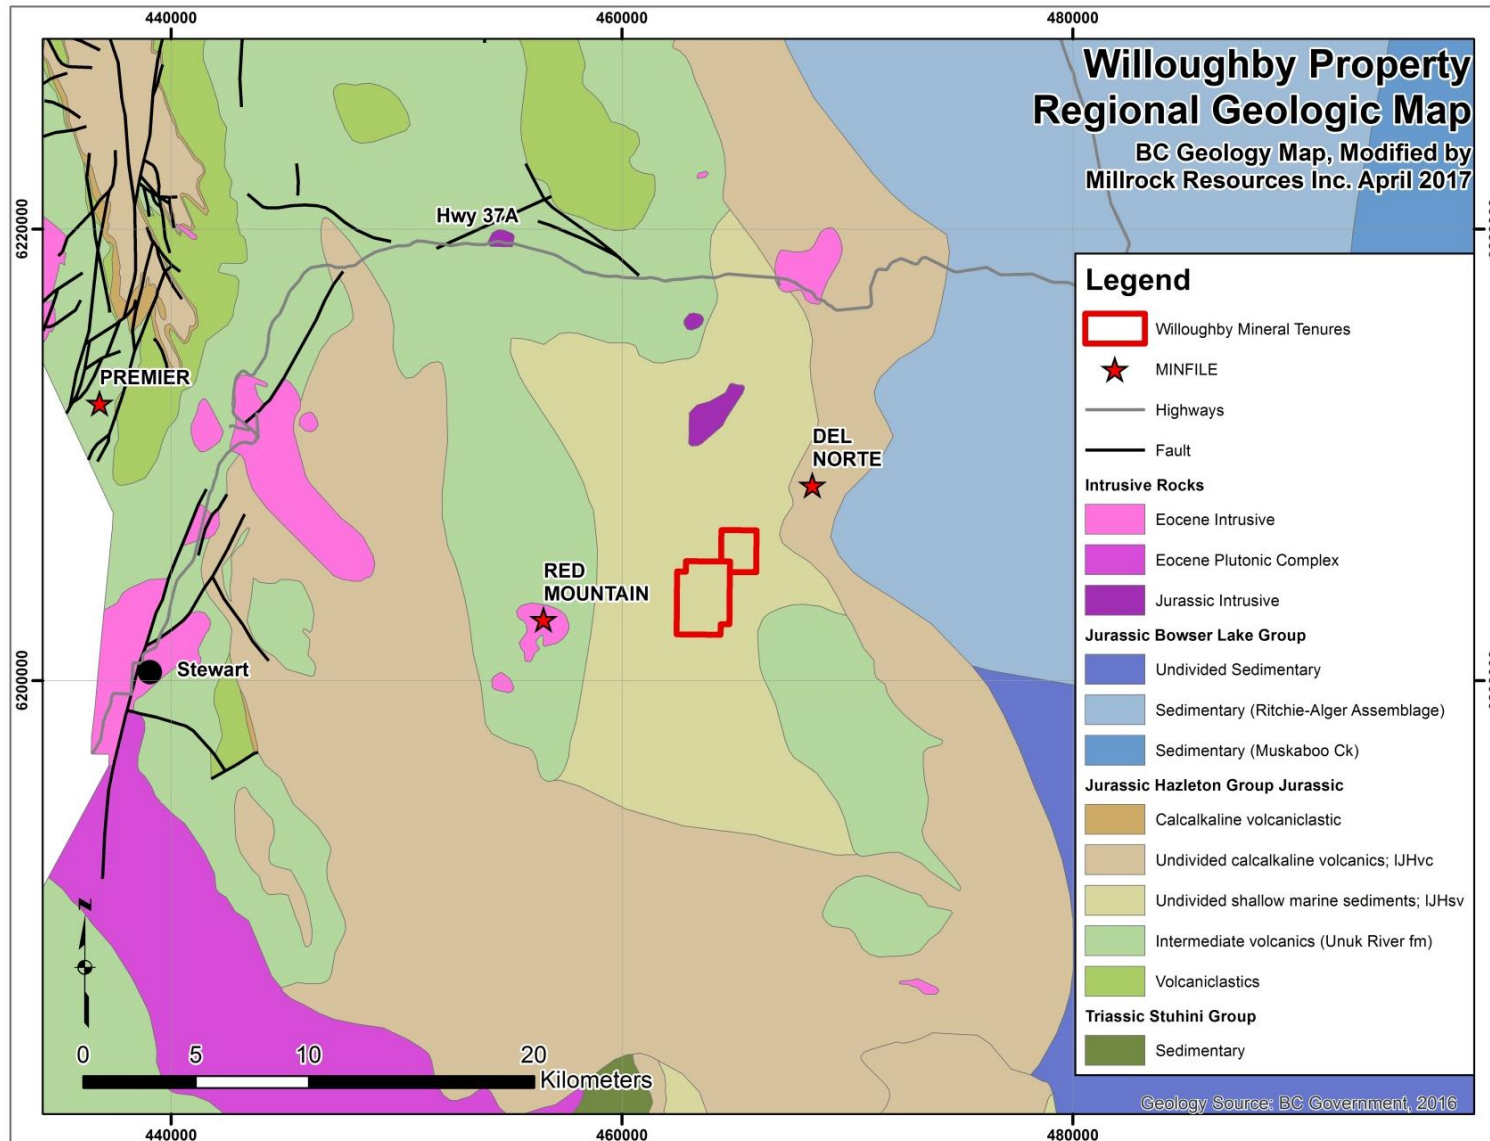 440000
460000
480000
Willoughby Property
Regional Geologic Map
BC Geology Map, Modified by
Millrock Resources Inc. April 2017
6220000
Hwy 37A
Legend
Willoughby Mineral Tenures
MINFILE
Highways
Fault
Intrusive Rocks
Eocene Intrusive
Eocene Plutonic Complex
Jurassic Intrusive
Jurassic Bowser Lake Group
Undivided Sedimentary
Sedimentary (Ritchie-Alger Assemblage)
Sedimentary (Muskaboo Ck)
Jurassic Hazleton Group Jurassic
Calcalkaline volcaniclastic
Undivided calcalkaline volcanics; lJHvc
Undivided shallow marine sediments; lJHsv
Intermediate volcanics (Unuk River fm)
Volcaniclastics
Triassic Stuhini Group
Sedimentary
PREMIER
DEL
NORTE
RED
MOUNTAIN
Stewart
6200000
N
0 5 10 20
Kilometers
Geology Source: BC Government, 2016
440000
460000
480000